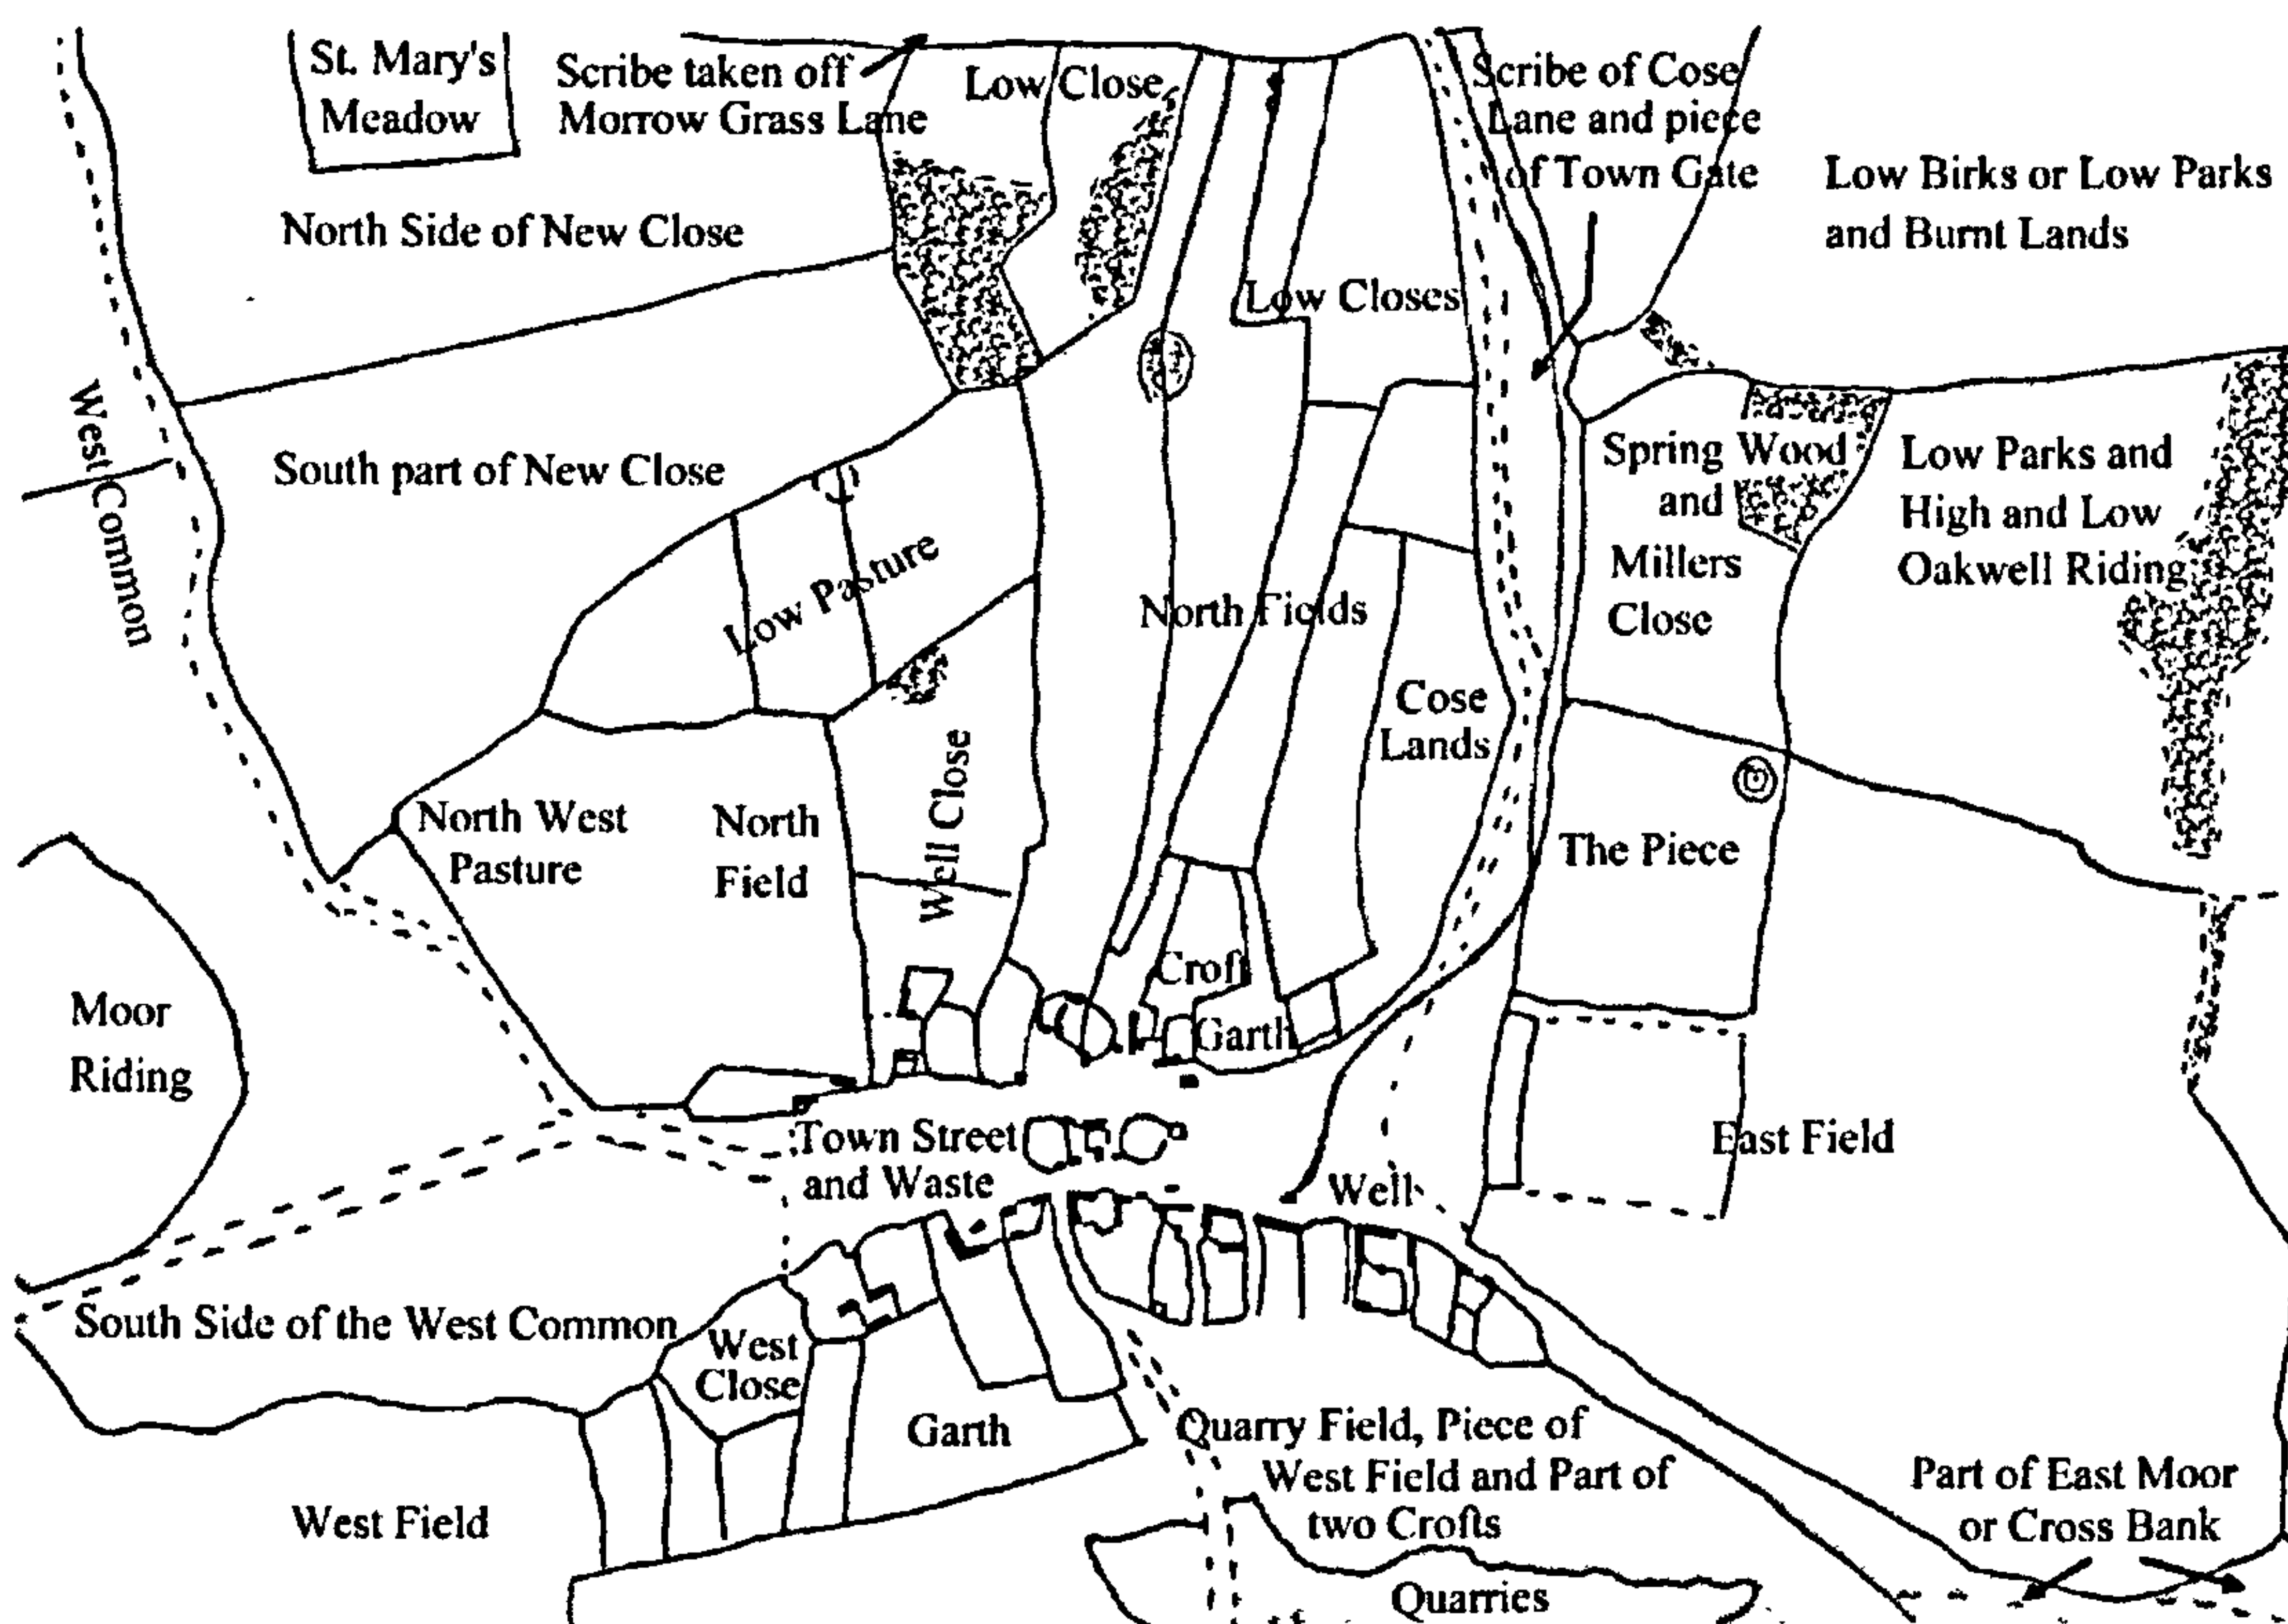 St. Mary's
Meadow
Scribe taken off
Morrow Grass Lane
Low Close
Scribe of Cose
Lane and piece
of Town Gate
Low Birks or Low Parks
and Burnt Lands
North Side of New Close
Low Closes
West Common
South part of New Close
Spring Wood
and
Millers
Close
Low Parks and
High and Low
Oakwell Riding
Low Pasture
North Fields
Cose
Lands
North West
Pasture
North
Field
Well Close
The Piece
Moor
Riding
Croft
Garth
Town Street
and Waste
Well
East Field
South Side of the West Common
West
Close
Garth
Quarry Field, Piece of
West Field and Part of
two Crofts
West Field
Part of East Moor
or Cross Bank
Quarries